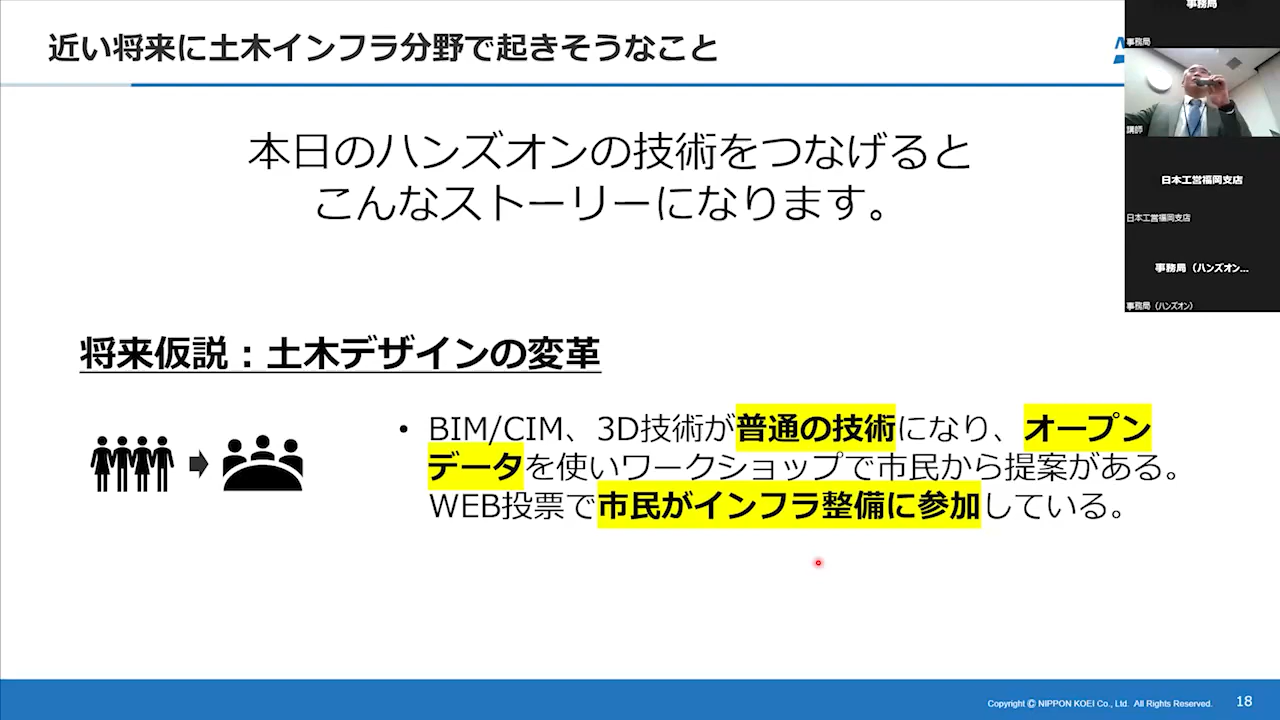 近い将来に土木インフラ分野で起きそうなこと
事務局
事務局
講師
日本工営福岡支店
日本工営福岡支店
事務局（ハンズオン...
事務局（ハンズオン）
本日のハンズオンの技術をつなげると
こんなストーリーになります。
将来仮説：土木デザインの変革
• BIM/CIM、3D技術が普通の技術になり、オープン
データを使いワークショップで市民から提案がある。
WEB投票で市民がインフラ整備に参加している。
Copyright © NIPPON KOEI Co., Ltd. All Rights Reserved.
18